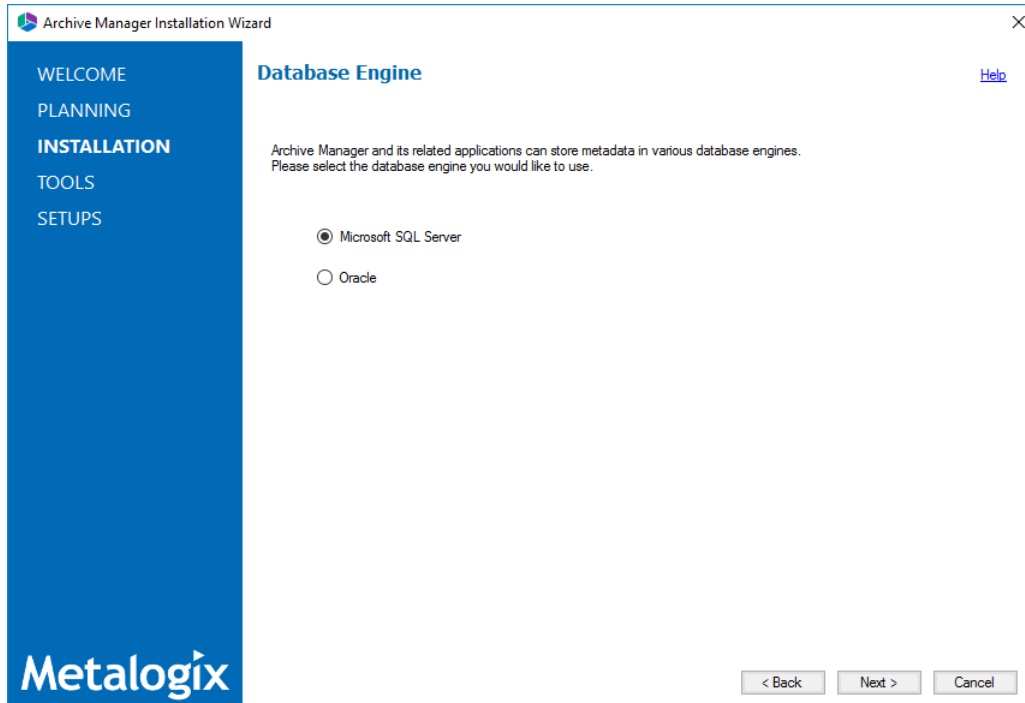 Archive Manager Installation Wizard
WELCOME
PLANNING
INSTALLATION
TOOLS
SETUPS
Metalogix
Database Engine
Help
Archive Manager and its related applications can store metadata in various database engines.
Please select the database engine you would like to use.
Microsoft SQL Server
Oracle
< Back
Next >
Cancel